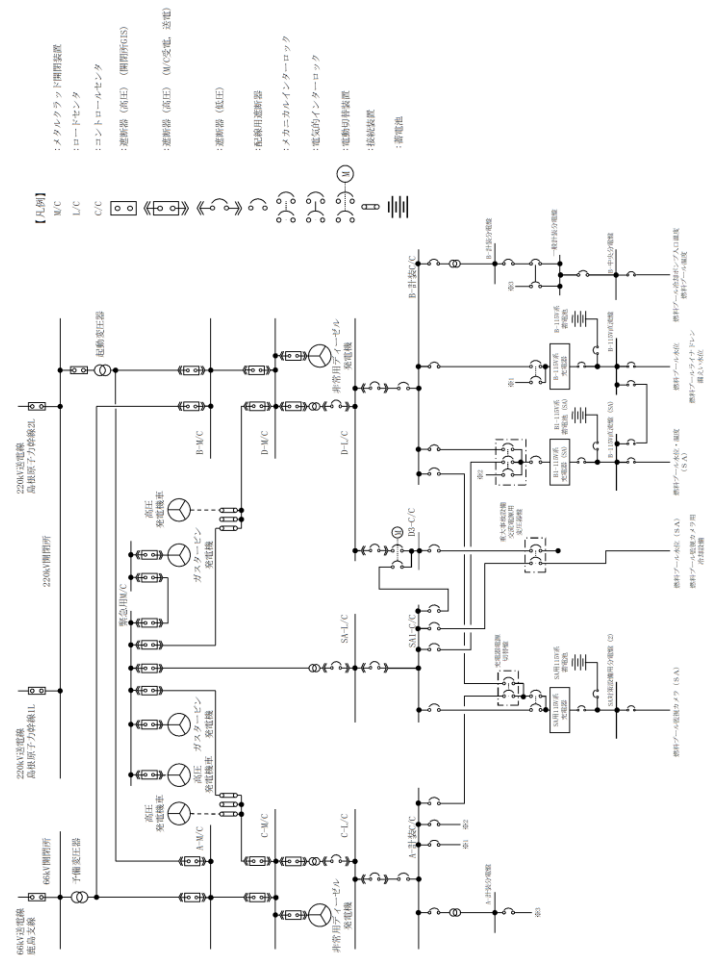 【凡例】
M/C　：メタルクラッド開閉装置
L/C　：ロードセンタ
C/C　：コントロールセンタ
：遮断器（高圧）（開閉所GIS）
：遮断器（高圧）（M/C受電，送電）
：遮断器（低圧）
：配線用遮断器
：メカニカルインターロック
：電気的インターロック
：電動切替装置
：接続装置
：蓄電池
M
66kV送電線
鹿島支線
66kV開閉所
予備変圧器
220kV送電線
島根原子力幹線1L
220kV開閉所
220kV送電線
島根原子力幹線2L
起動変圧器
高圧
発電機車
高圧
発電機車
ガスタービン
発電機
緊急用M/C
ガスタービン
発電機
高圧
発電機車
A-M/C
B-M/C
C-M/C
D-M/C
非常用ディーゼル
発電機
非常用ディーゼル
発電機
C-L/C
SA-L/C
D-L/C
M
D3-C/C
A-計装C/C
SA1-C/C
B-計装C/C
※1
※2
充電器電源
切替盤
重大事故設備
交流電源用
変圧器盤
※2
※1
※3
A-計装分電盤
※3
B-計装分電盤
一般計装分電盤
B-中央分電盤
SA用115V系
充電器
SA用115V系
蓄電池
SA対策設備用分電盤（2）
B1-115V系
充電器（SA）
B1-115V系
蓄電池（SA）
B-115V直流盤（SA）
B-115V系
充電器
B-115V系
蓄電池
B-115V直流盤
燃料プール監視カメラ（SA）
燃料プール水位（SA）
燃料プール監視カメラ用
冷却設備
燃料プール水位・温度
（SA）
燃料プール水位
燃料プールライナドレン
漏えい水位
燃料プール冷却ポンプ入口温度
燃料プール温度